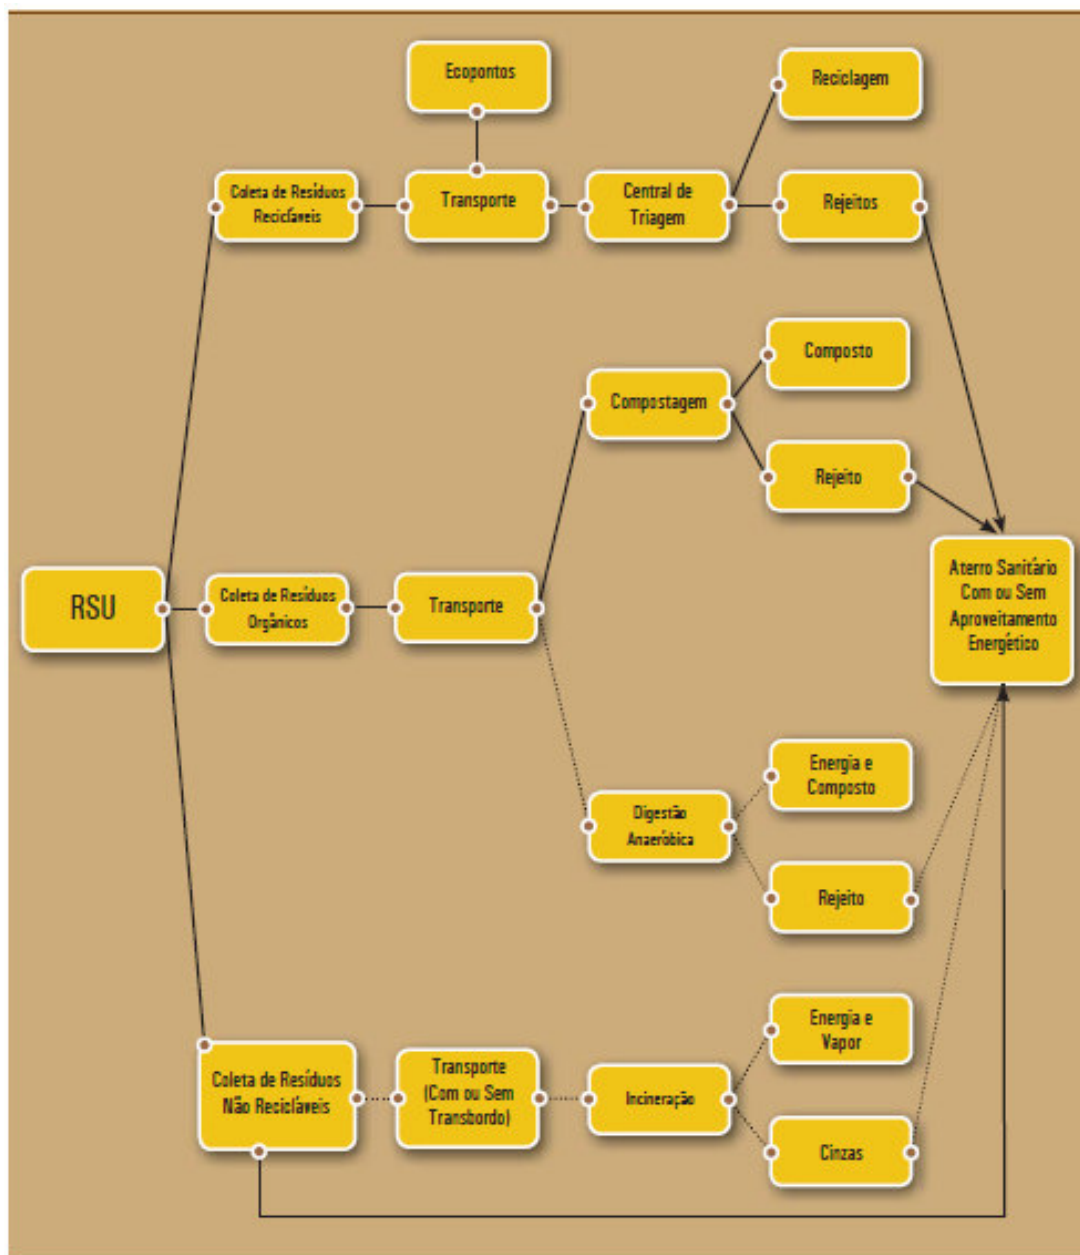 Ecopontos
Reciclagem
Coleta de Resíduos
Recicláveis
Transporte
Central de
Triagem
Rejeitos
Composto
Compostagem
Rejeito
Aterro Sanitário
Com ou Sem
Aproveitamento
Energético
RSU
Coleta de Resíduos
Orgânicos
Transporte
Energia e
Composto
Digestão
Anaeróbica
Rejeito
Energia e
Vapor
Coleta de Resíduos
Não Recicláveis
Transporte
(Com ou Sem
Transbordo)
Incineração
Cinzas